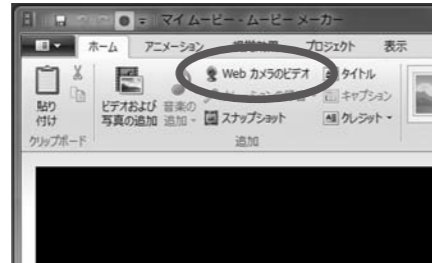 マイ ムービー - ムービー メーカー
ホーム アニメーション 視覚効果 プロジェクト 表示
貼り付け
ビデオおよび写真の追加
音楽の追加
Web カメラのビデオ
スナップショット
タイトル
キャプション
クレジット
クリップボード
追加